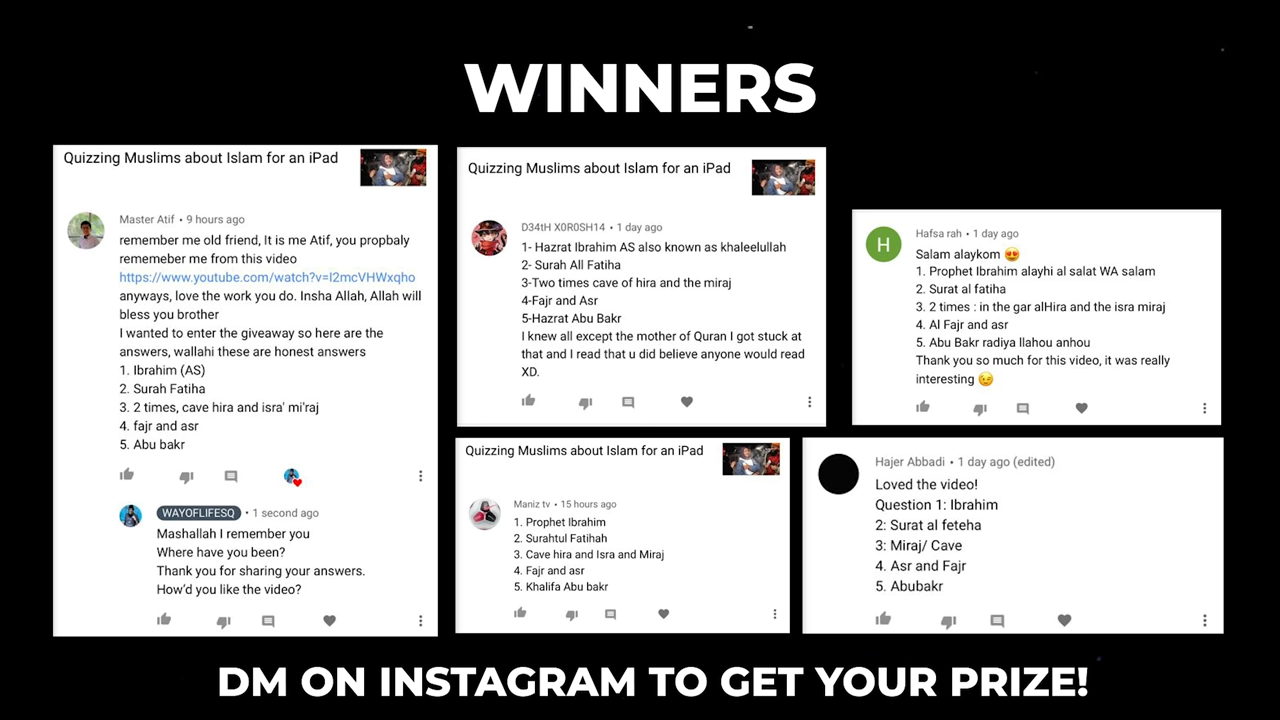 WINNERS
Quizzing Muslims about Islam for an iPad
Master Atif • 9 hours ago
remember me old friend, It is me Atif, you propbaly
rememeber me from this video
https://www.youtube.com/watch?v=I2mcVHWxqho
anyways, love the work you do. Insha Allah, Allah will
bless you brother
I wanted to enter the giveaway so here are the
answers, wallahi these are honest answers
1. Ibrahim (AS)
2. Surah Fatiha
3. 2 times, cave hira and isra' mi'raj
4. fajr and asr
5. Abu bakr
WAYOFLIFESQ • 1 second ago
Mashallah I remember you
Where have you been?
Thank you for sharing your answers.
How'd you like the video?
Quizzing Muslims about Islam for an iPad
D34tH X0R0SH14 • 1 day ago
1- Hazrat Ibrahim AS also known as khaleelullah
2- Surah All Fatiha
3-Two times cave of hira and the miraj
4-Fajr and Asr
5-Hazrat Abu Bakr
I knew all except the mother of Quran I got stuck at
that and I read that u did believe anyone would read
XD.
H
Hafsa rah • 1 day ago
Salam alaykom 😍
1. Prophet Ibrahim alayhi al salat WA salam
2. Surat al fatiha
3. 2 times : in the gar alHira and the isra miraj
4. Al Fajr and asr
5. Abu Bakr radiya llahou anhou
Thank you so much for this video, it was really
interesting 😉
Quizzing Muslims about Islam for an iPad
Maniz tv • 15 hours ago
1. Prophet Ibrahim
2. Surahtul Fatihah
3. Cave hira and Isra and Miraj
4. Fajr and asr
5. Khalifa Abu bakr
Hajer Abbadi • 1 day ago (edited)
Loved the video!
Question 1: Ibrahim
2: Surat al feteha
3: Miraj/ Cave
4. Asr and Fajr
5. Abubakr
DM ON INSTAGRAM TO GET YOUR PRIZE!